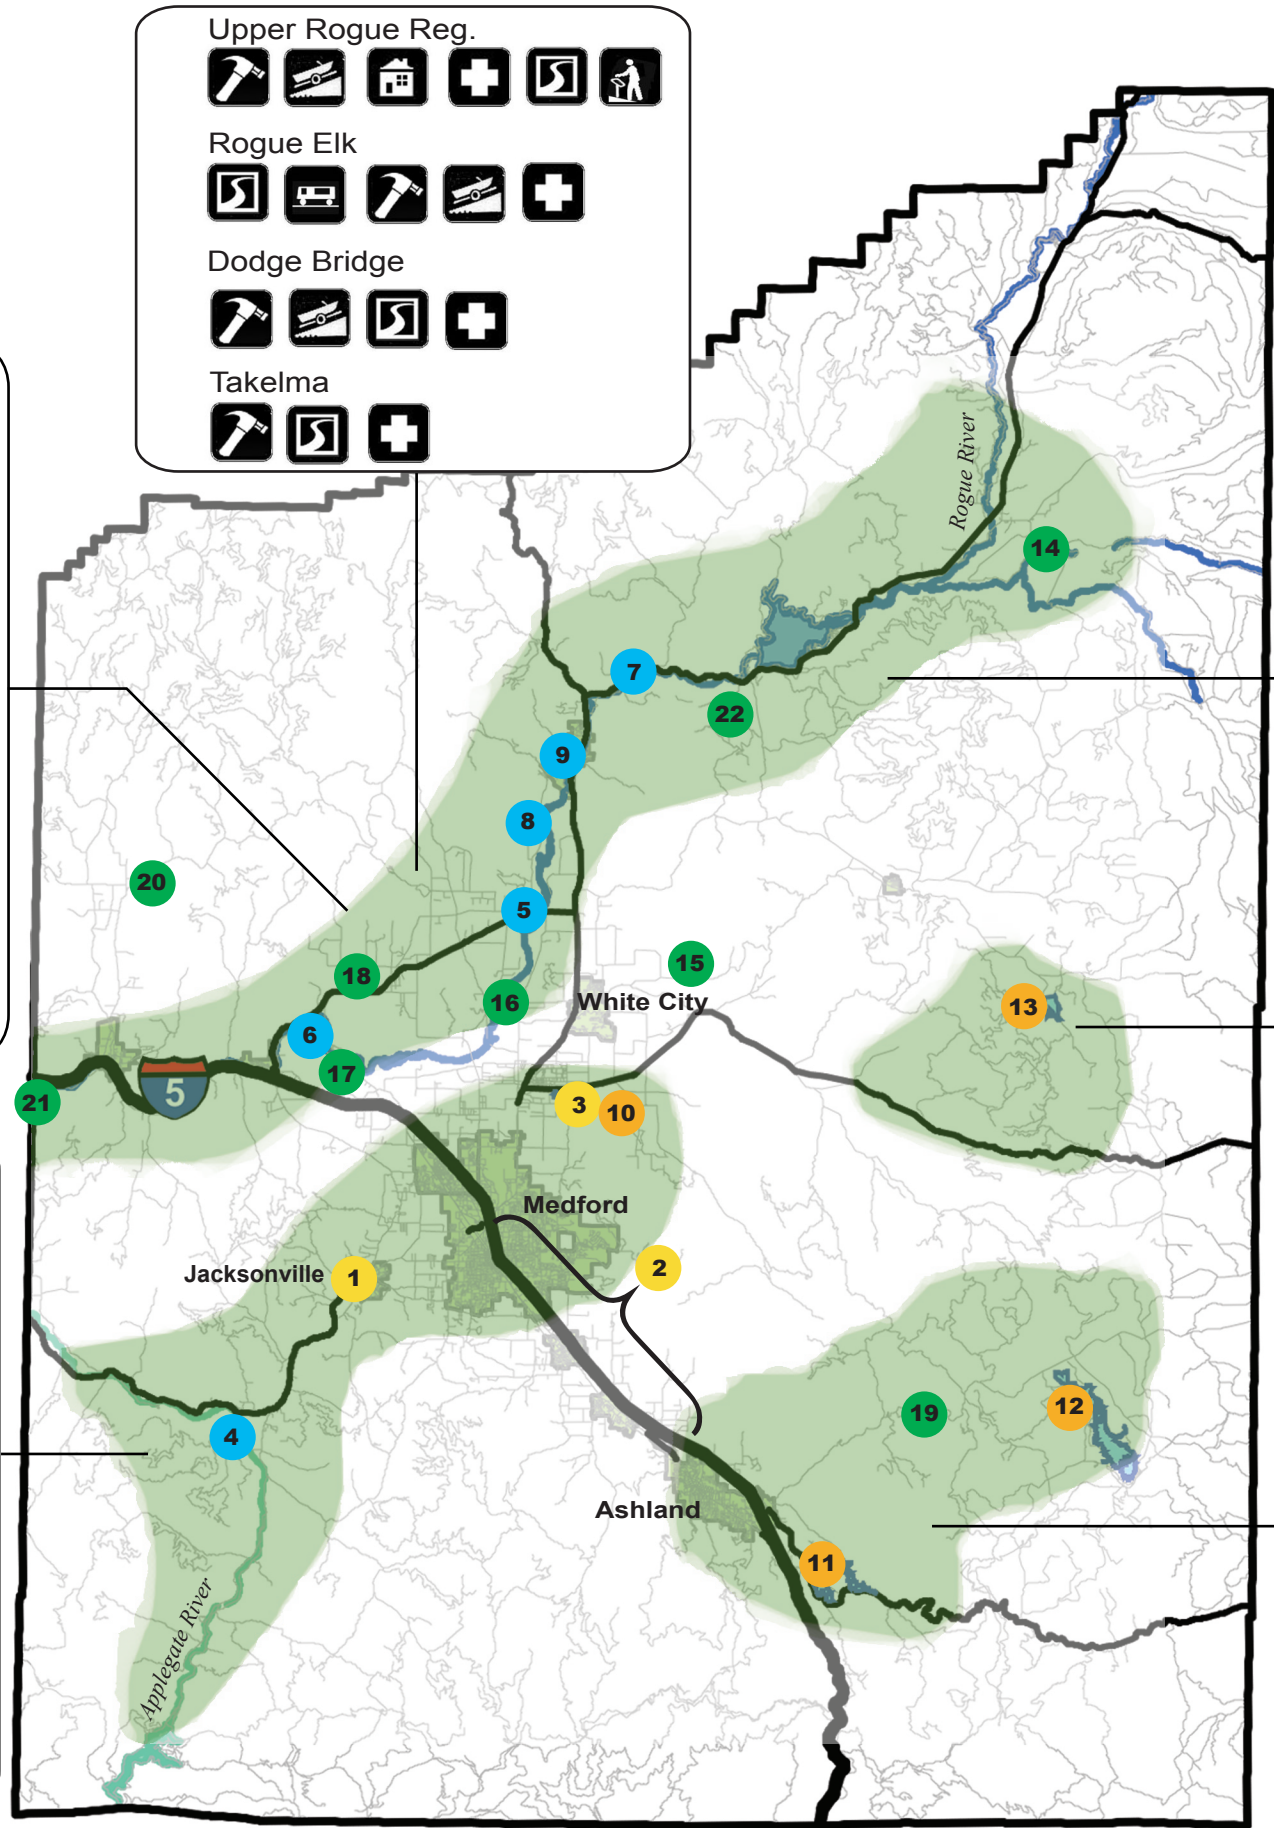 Upper Rogue Reg.
Rogue Elk
Dodge Bridge
Takelma
Rogue River
14
7
22
9
8
20
5
15
18
16
White City
13
6
17
21
5
3
10
Medford
2
Jacksonville
1
12
19
4
Ashland
11
Applegate River